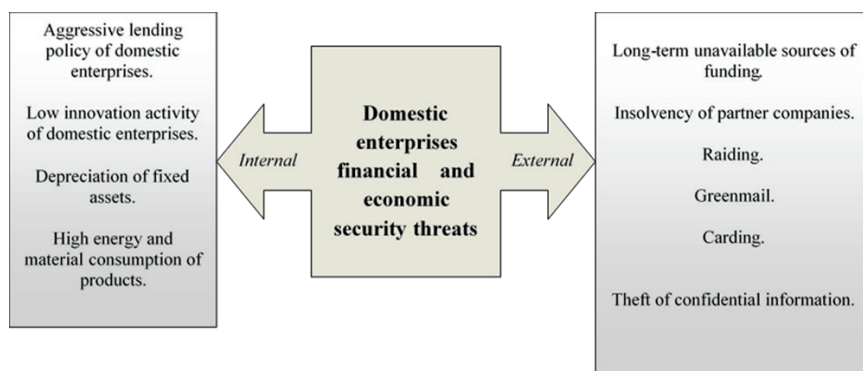 Aggressive lending
policy of domestic
enterprises.
Low innovation activity
of domestic enterprises.
Depreciation of fixed
assets.
High energy and
material consumption of
products.
Internal
Domestic
enterprises
financial and
economic
security threats
External
Long-term unavailable sources of
funding.
Insolvency of partner companies.
Raiding.
Greenmail.
Carding.
Theft of confidential information.